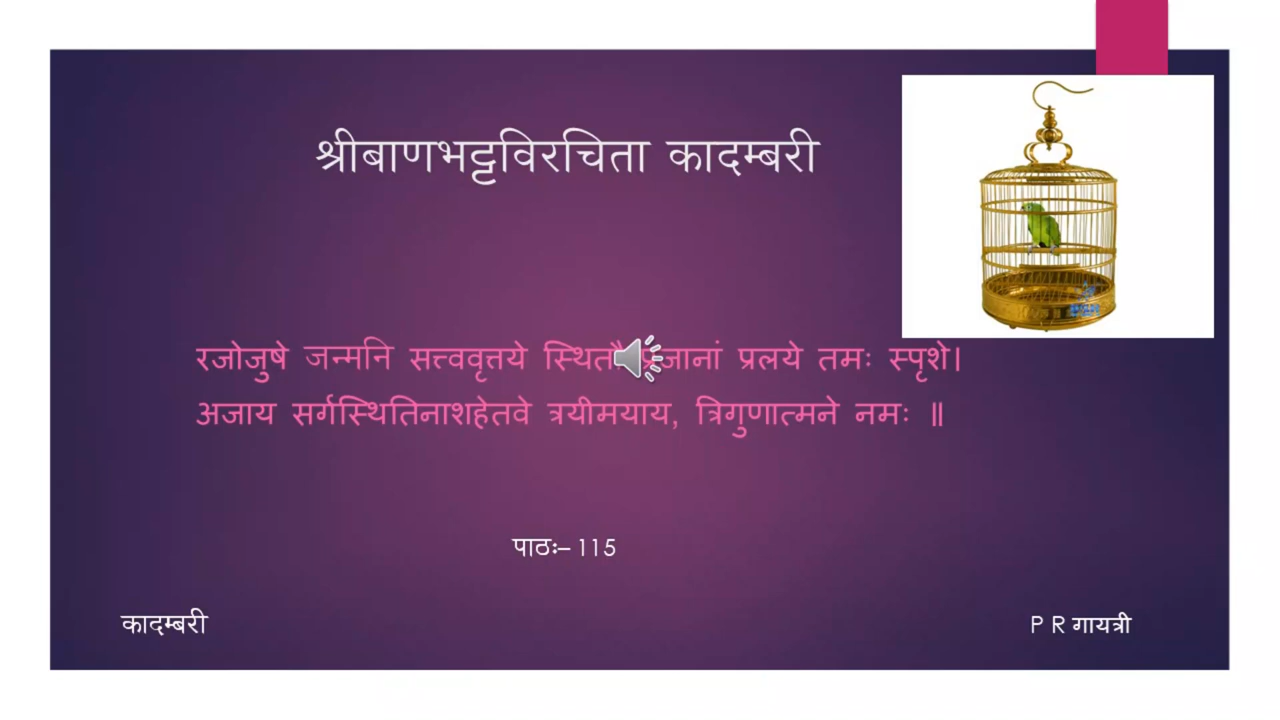 श्रीबाणभट्टविरचिता कादम्बरी
रजोजुषे जन्मनि सत्त्ववृत्तये स्थितौ प्रजानां प्रलये तमः स्पृशे।
अजाय सर्गस्थितिनाशहेतवे त्रयीमयाय, त्रिगुणात्मने नमः ॥
पाठः– 115
कादम्बरी
P R गायत्री